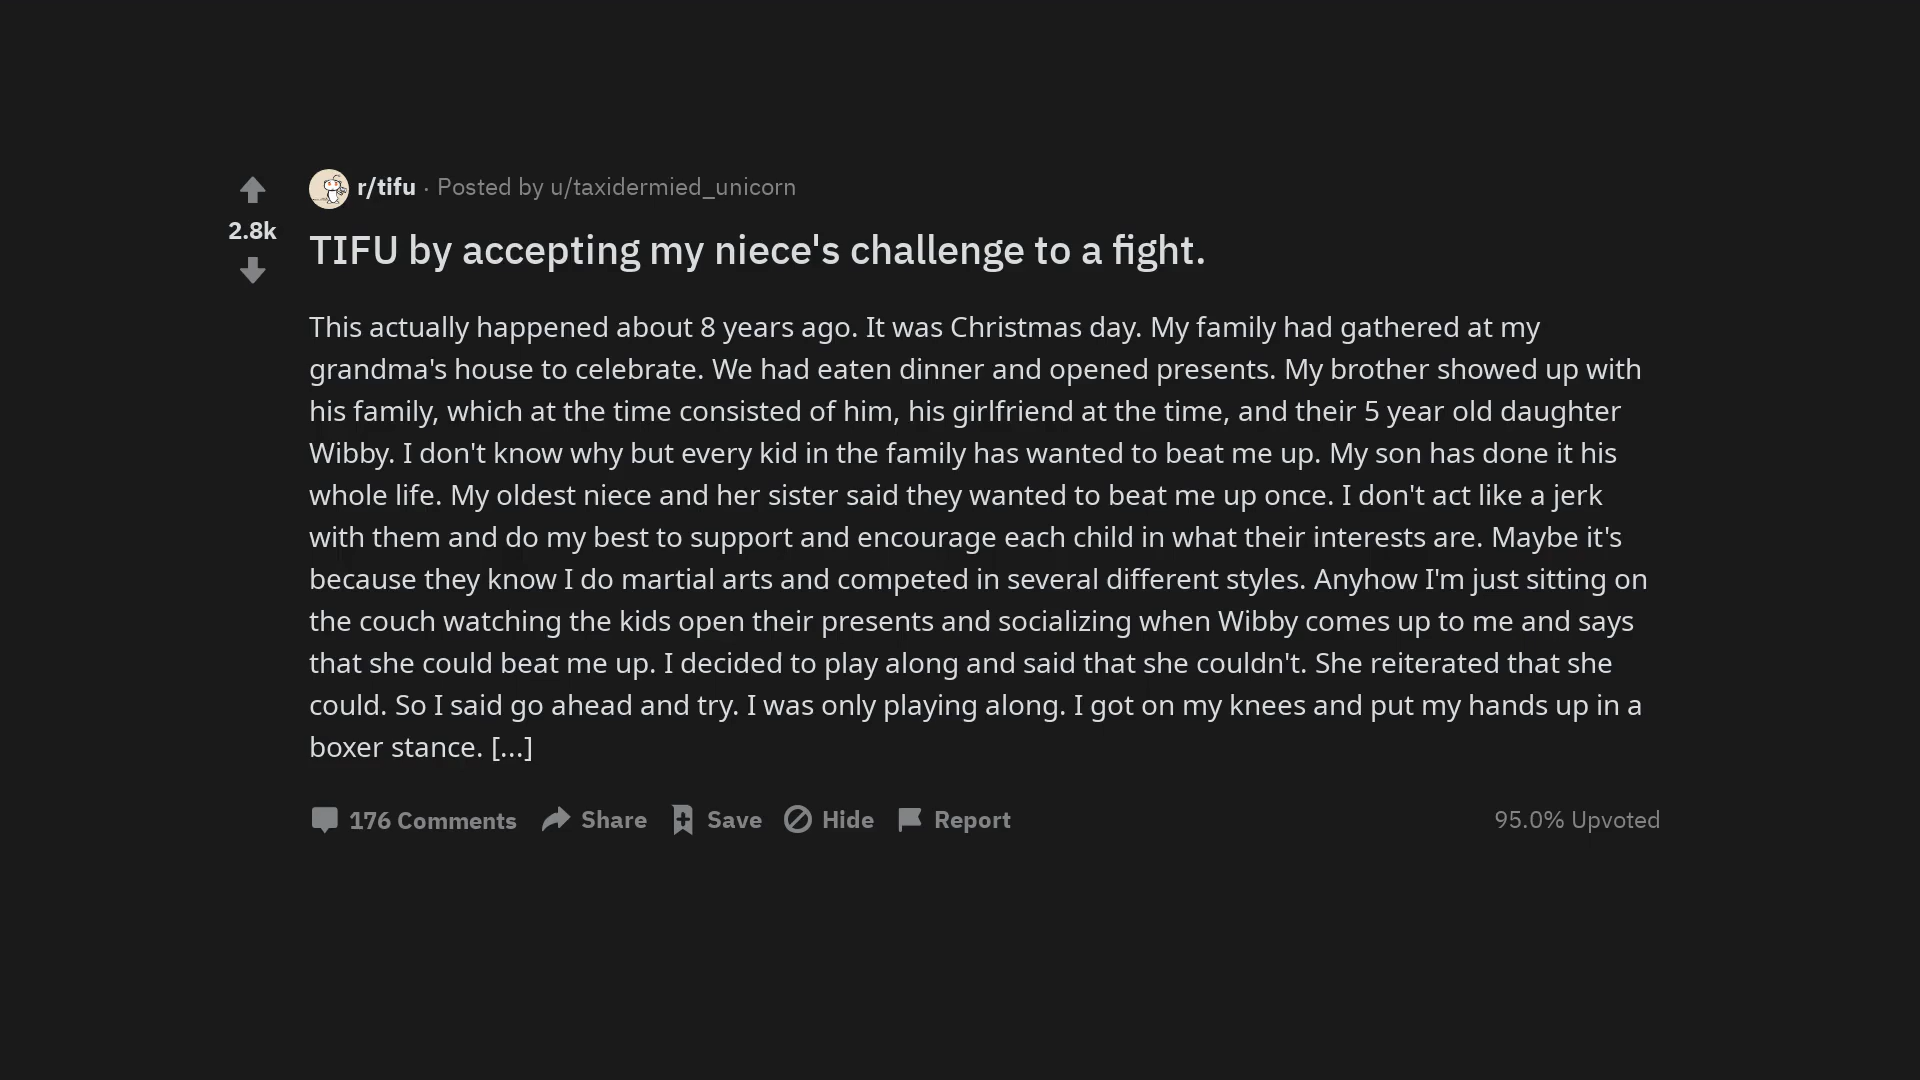 r/tifu · Posted by u/taxidermied_unicorn
2.8k
TIFU by accepting my niece's challenge to a fight.
This actually happened about 8 years ago. It was Christmas day. My family had gathered at my
grandma's house to celebrate. We had eaten dinner and opened presents. My brother showed up with
his family, which at the time consisted of him, his girlfriend at the time, and their 5 year old daughter
Wibby. I don't know why but every kid in the family has wanted to beat me up. My son has done it his
whole life. My oldest niece and her sister said they wanted to beat me up once. I don't act like a jerk
with them and do my best to support and encourage each child in what their interests are. Maybe it's
because they know I do martial arts and competed in several different styles. Anyhow I'm just sitting on
the couch watching the kids open their presents and socializing when Wibby comes up to me and says
that she could beat me up. I decided to play along and said that she couldn't. She reiterated that she
could. So I said go ahead and try. I was only playing along. I got on my knees and put my hands up in a
boxer stance. [...]
176 Comments Share Save Hide Report 95.0% Upvoted